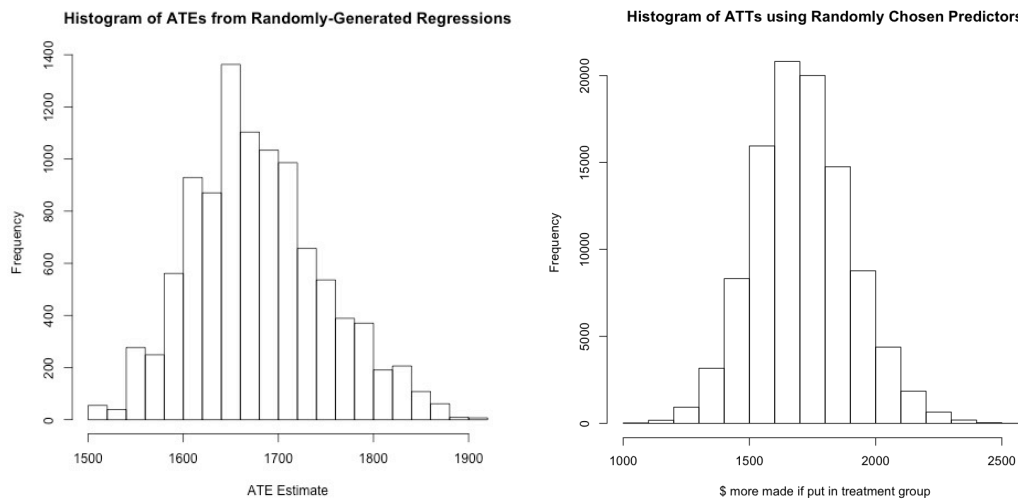 Histogram of ATEs from Randomly-Generated Regressions
1400
1200
1000
800
600
400
200
0
Frequency
1500 1600 1700 1800 1900
ATE Estimate
Histogram of ATTs using Randomly Chosen Predictors
20000
15000
10000
5000
0
Frequency
1000 1500 2000 2500
$ more made if put in treatment group